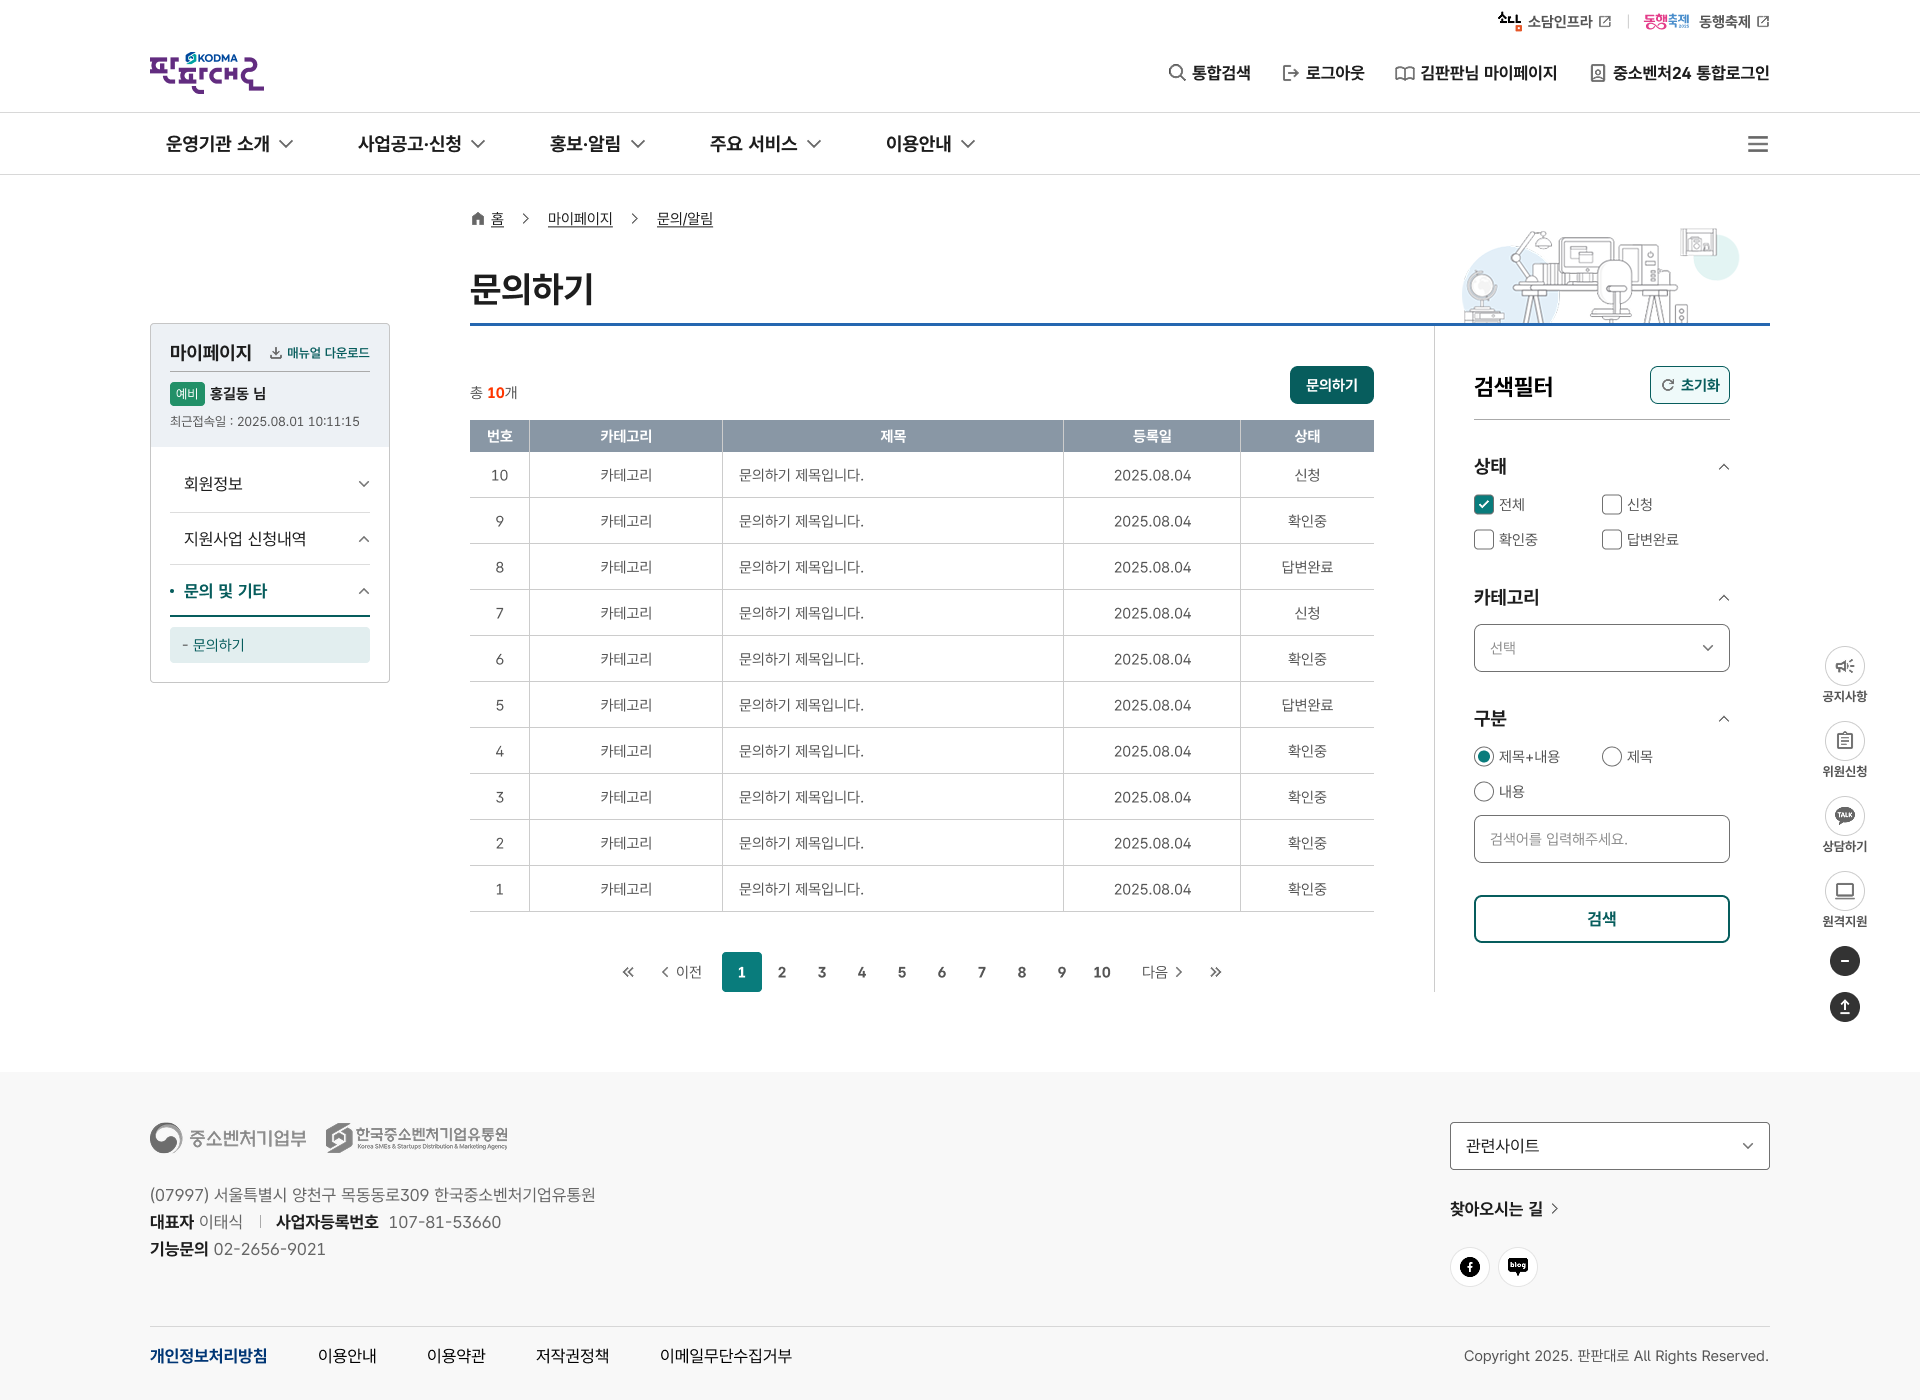 소담 소담인프라 동행축제 2025 동행축제
KODMA
판판대로
통합검색 로그아웃 김판판님 마이페이지 중소벤처24 통합로그인
운영기관 소개 사업공고·신청 홍보·알림 주요 서비스 이용안내
홈 > 마이페이지 > 문의/알림
문의하기
마이페이지 매뉴얼 다운로드
예비 홍길동 님
최근접속일 : 2025.08.01 10:11:15
회원정보
지원사업 신청내역
• 문의 및 기타
- 문의하기
총 10개 문의하기
번호 카테고리 제목 등록일 상태
10 카테고리 문의하기 제목입니다. 2025.08.04 신청
9 카테고리 문의하기 제목입니다. 2025.08.04 확인중
8 카테고리 문의하기 제목입니다. 2025.08.04 답변완료
7 카테고리 문의하기 제목입니다. 2025.08.04 신청
6 카테고리 문의하기 제목입니다. 2025.08.04 확인중
5 카테고리 문의하기 제목입니다. 2025.08.04 답변완료
4 카테고리 문의하기 제목입니다. 2025.08.04 확인중
3 카테고리 문의하기 제목입니다. 2025.08.04 확인중
2 카테고리 문의하기 제목입니다. 2025.08.04 확인중
1 카테고리 문의하기 제목입니다. 2025.08.04 확인중
« < 이전 1 2 3 4 5 6 7 8 9 10 다음 > »
검색필터 초기화
상태
전체 신청
확인중 답변완료
카테고리
선택
구분
제목+내용 제목
내용
검색어를 입력해주세요.
검색
공지사항
위원신청
TALK
상담하기
원격지원
중소벤처기업부 한국중소벤처기업유통원
Korea SMEs & Startups Distribution & Marketing Agency
(07997) 서울특별시 양천구 목동동로309 한국중소벤처기업유통원
대표자 이태식 사업자등록번호 107-81-53660
기능문의 02-2656-9021
관련사이트
찾아오시는 길 >
blog
개인정보처리방침 이용안내 이용약관 저작권정책 이메일무단수집거부
Copyright 2025. 판판대로 All Rights Reserved.